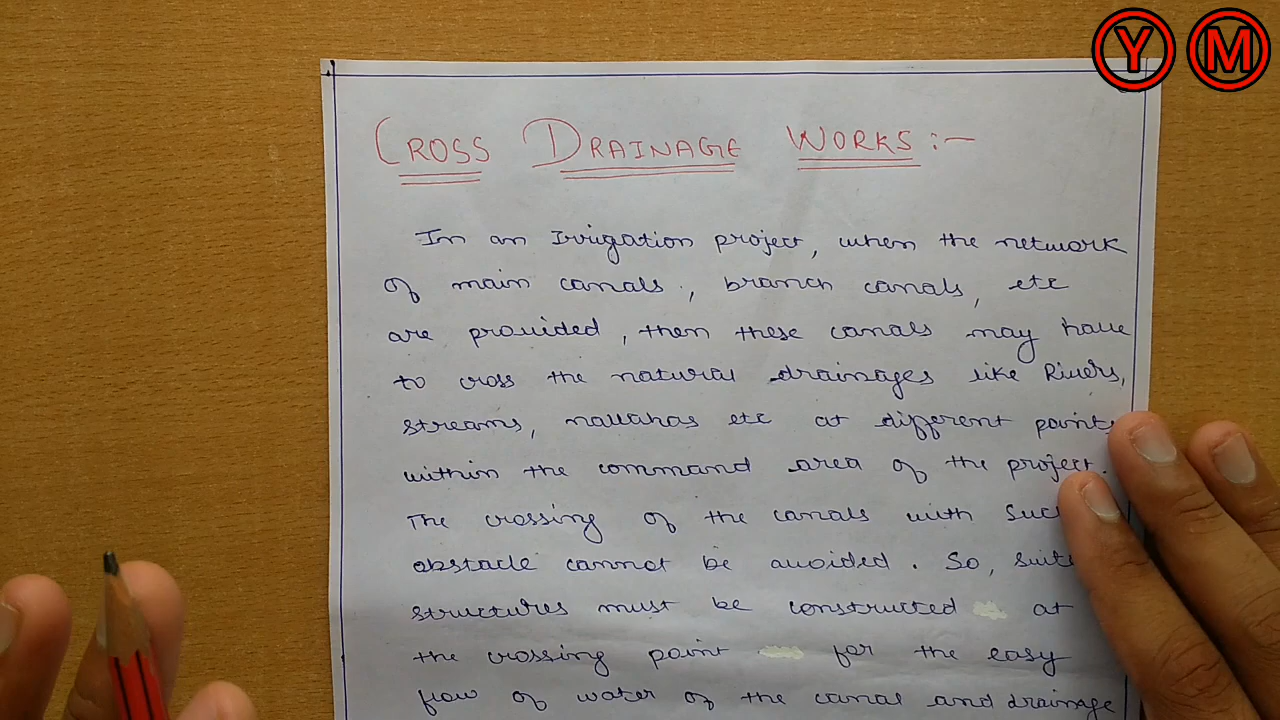 Y M
CROSS DRAINAGE WORKS :-
In an Irrigation project, when the network
of main canals, branch canals, etc
are provided, then these canals may have
to cross the natural drainages like Rivers,
streams, nallahas etc at different points
within the command area of the project.
The crossing of the canals with
obstacle cannot be avoided. So,
structures must be constructed at
the crossing point for the easy
flow of water of the canal and drainage